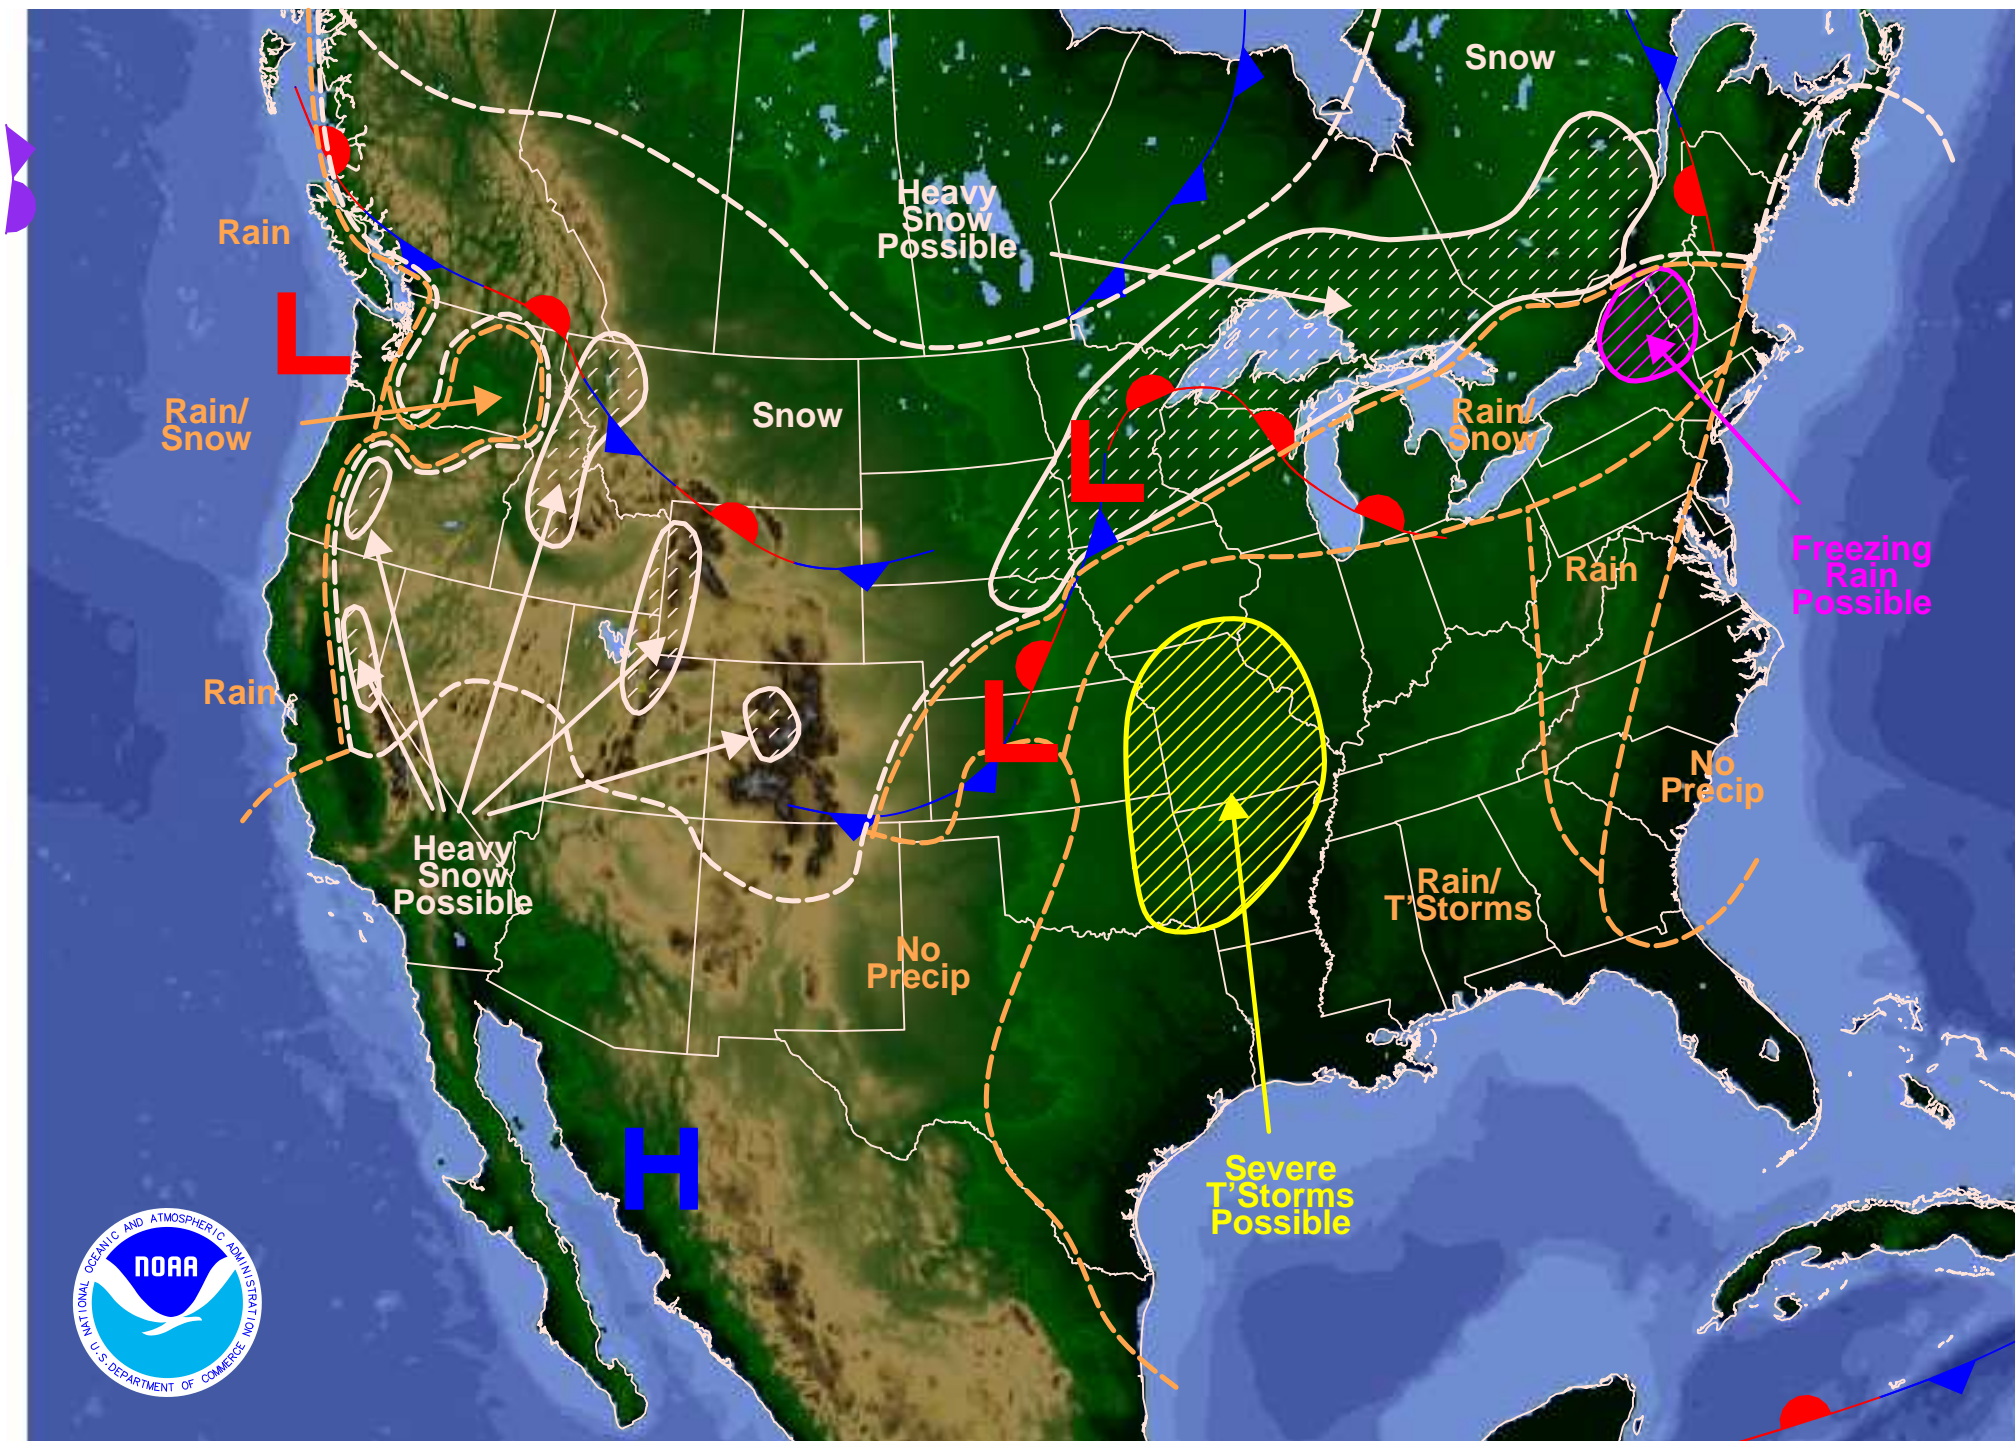 Snow
Heavy
Snow
Possible
Rain
L
Rain/
Snow
Snow
Rain/
Snow
L
Freezing
Rain
Possible
Rain
Rain
L
No
Precip
Heavy
Snow
Possible
Rain/
T'Storms
No
Precip
H
Severe
T'Storms
Possible
NATIONAL OCEANIC AND ATMOSPHERIC ADMINISTRATION
NOAA
U.S. DEPARTMENT OF COMMERCE